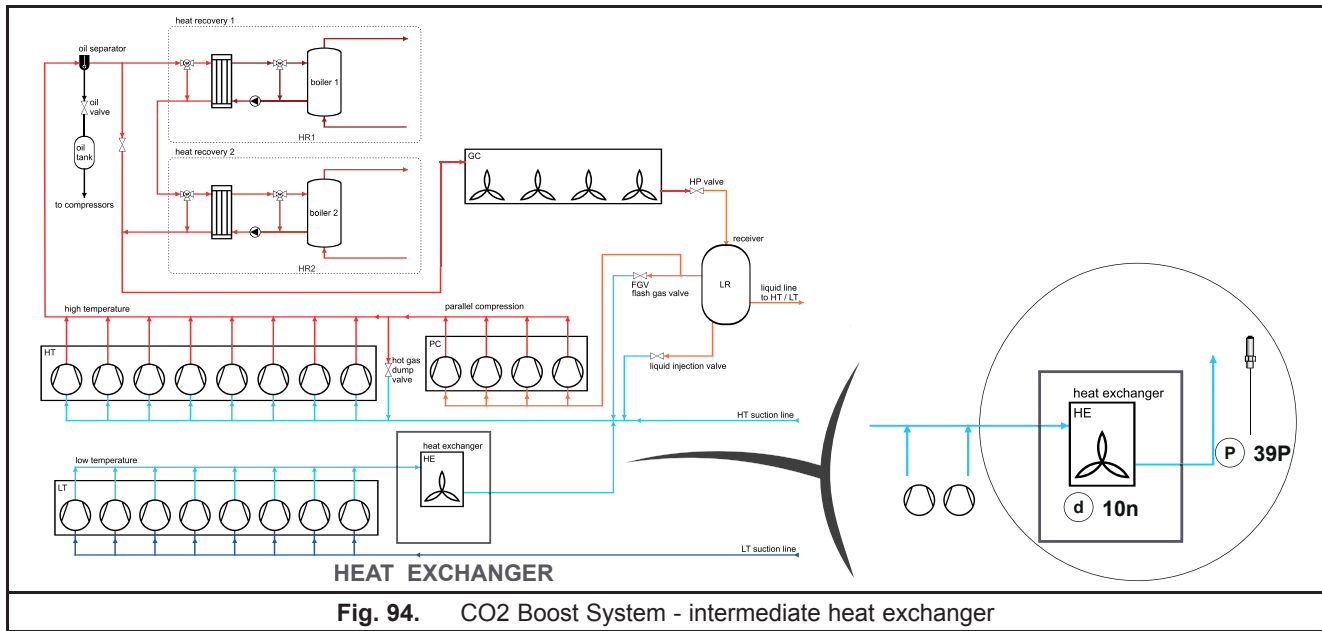 heat recovery 1
oil separator
boiler 1
oil
valve
oil
tank
HR1
to compressors
heat recovery 2
boiler 2
HR2
GC
HP valve
receiver
LR
FGV
flash gas valve
liquid line
to HT / LT
high temperature
parallel compression
HT
PC
hot gas
dump
valve
liquid injection valve
HT suction line
low temperature
heat exchanger
HE
LT
LT suction line
HEAT EXCHANGER
heat exchanger
HE
P 39P
d 10n
Fig. 94. CO2 Boost System - intermediate heat exchanger